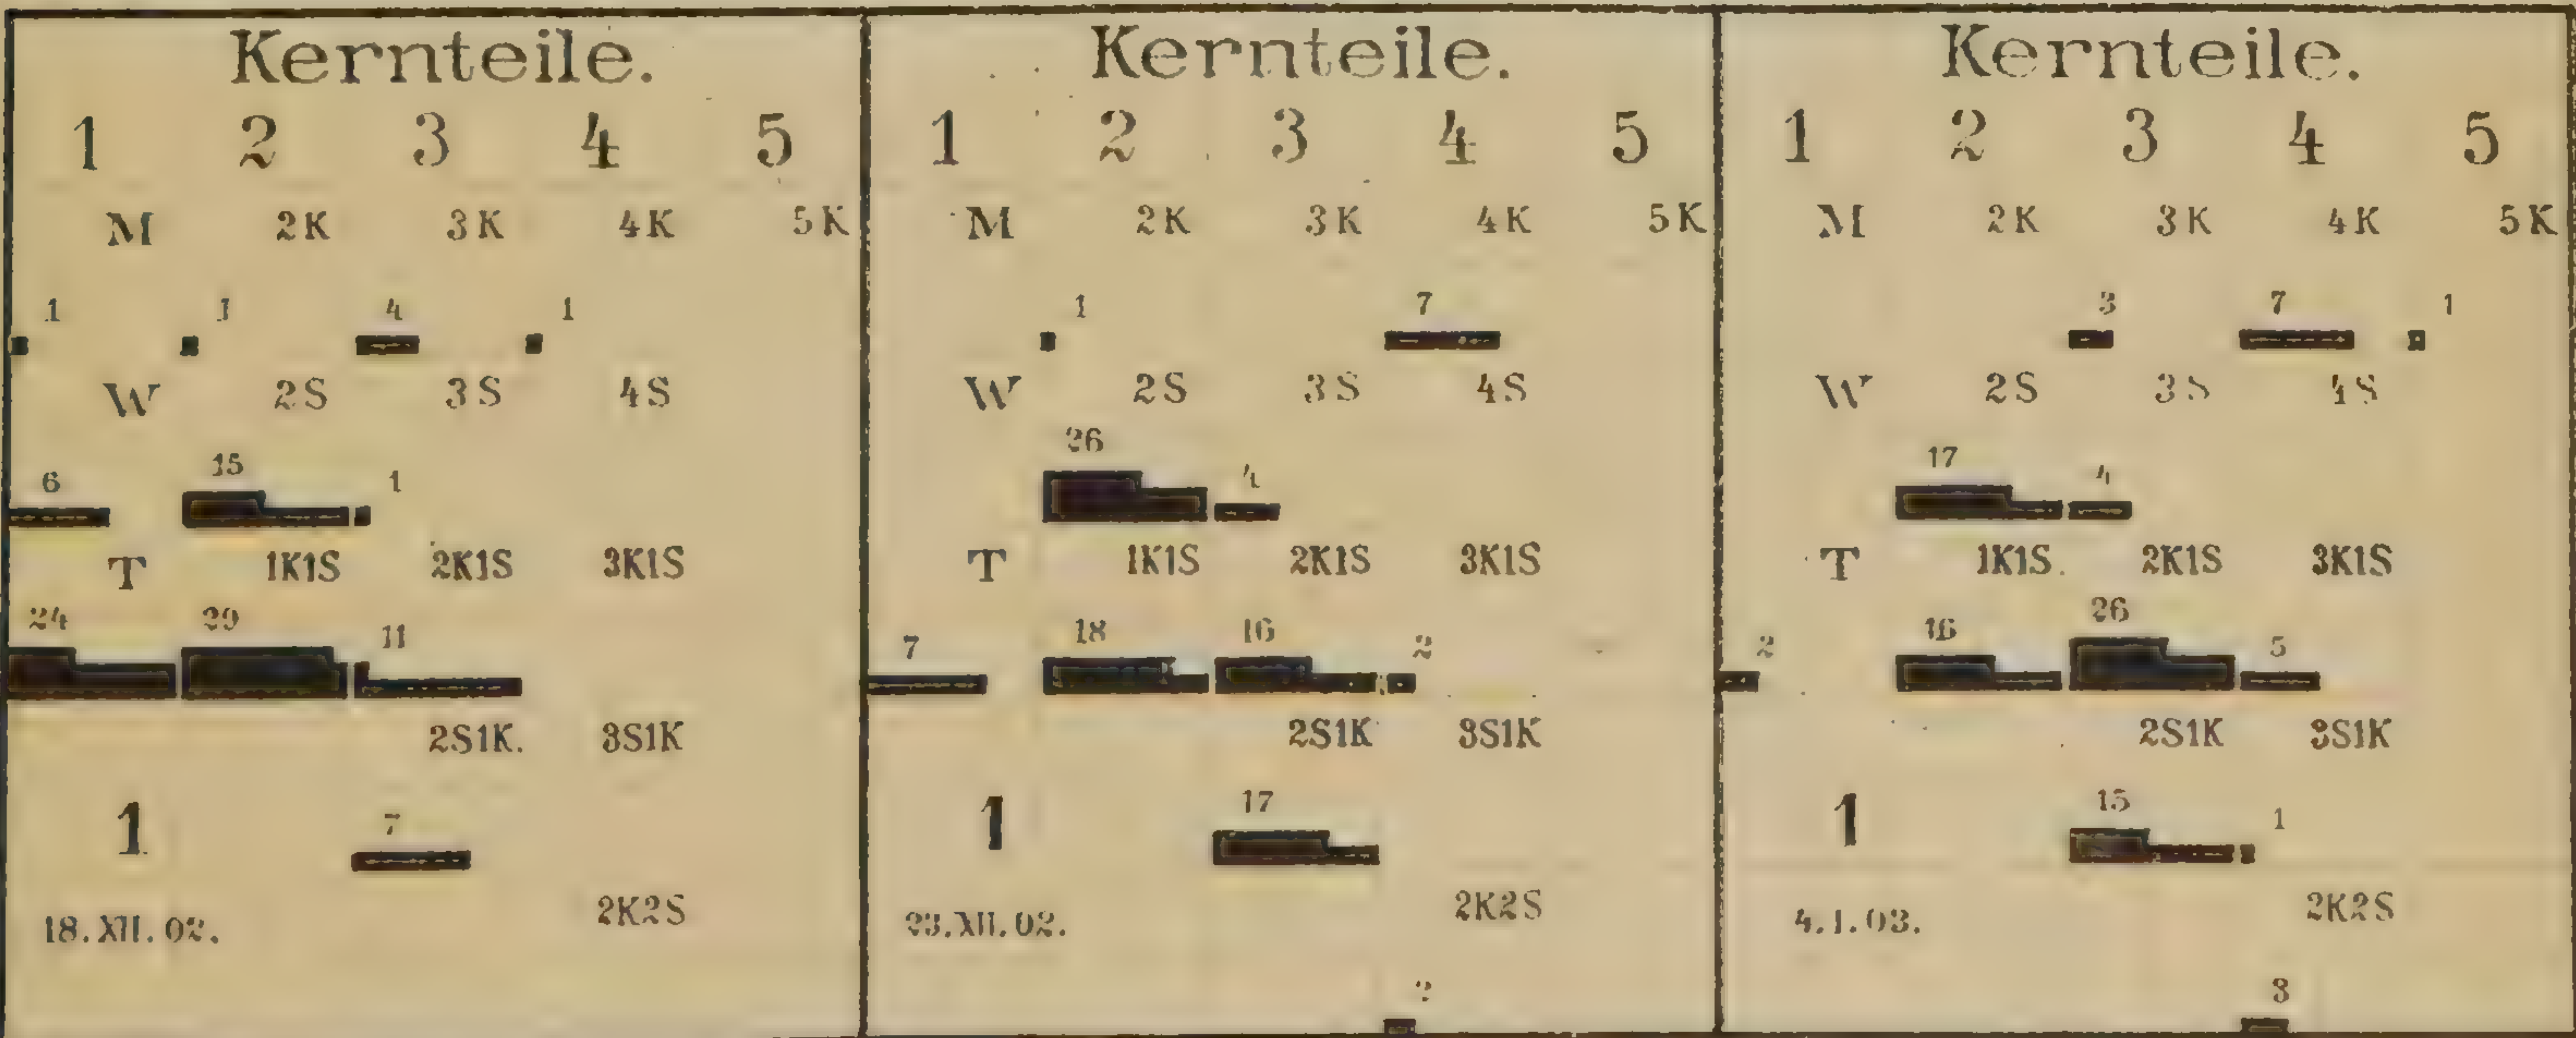 Kernteile. Kernteile. Kernteile.
1 2 3 4 5 1 2 3 4 5 1 2 3 4 5
M 2K 3K 4K 5K M 2K 3K 4K 5K M 2K 3K 4K 5K
1 1 4 1 1 7 3 7 1
W 2S 3S 4S W 2S 3S 4S W 2S 3S 4S
6 15 1 26 4 17 4
T 1K1S 2K1S 3K1S T 1K1S 2K1S 3K1S T 1K1S. 2K1S 3K1S
24 29 11 7 18 16 2 2 16 26 5
2S1K. 3S1K 2S1K 3S1K 2S1K 3S1K
1 7 1 17 1 15 1
2K2S 2K2S 2K2S
18.XII.02. 23.XII.02. 4.I.03.
2 3